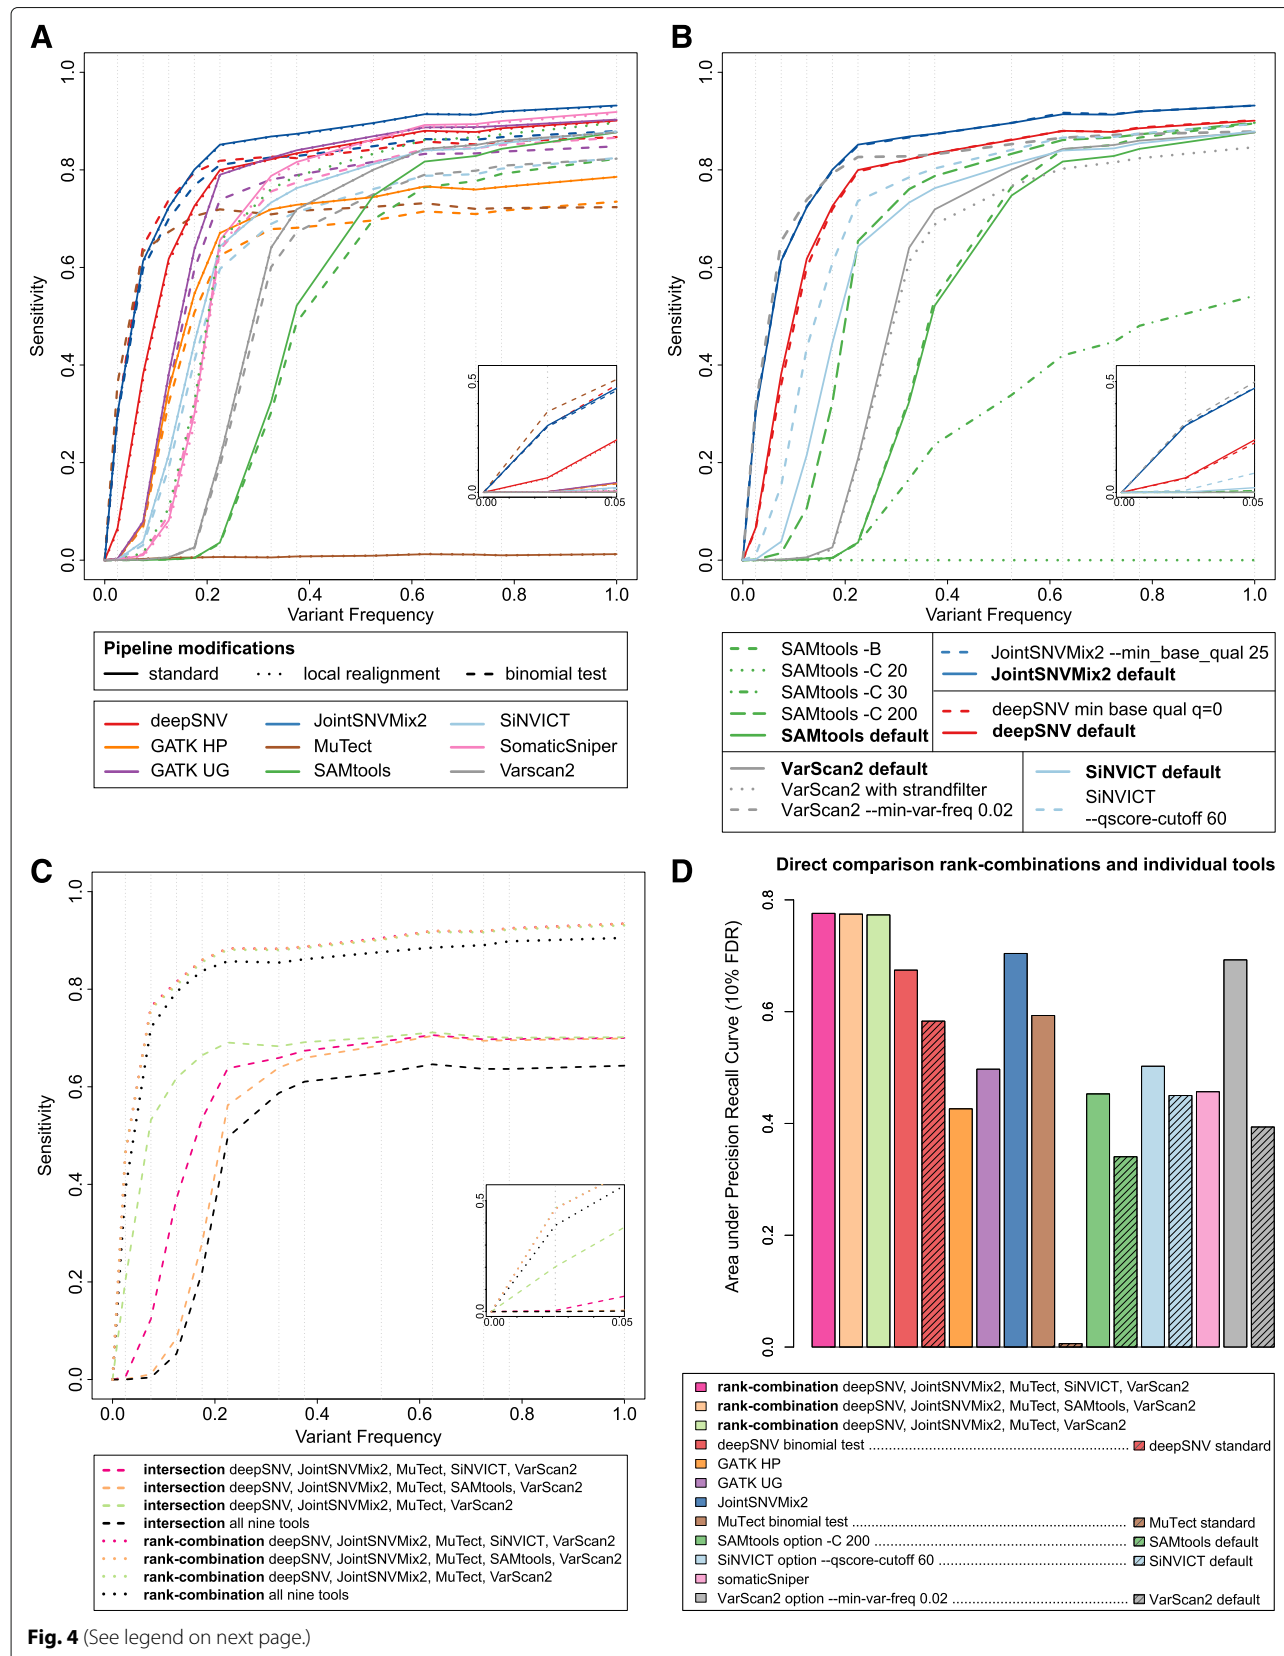 A
1.0
0.8
0.6
0.4
0.2
0.0
Sensitivity
0.5
0.0
0.00
0.05
0.0
0.2
0.4
0.6
0.8
1.0
Variant Frequency
Pipeline modifications
standard
local realignment
binomial test
deepSNV
JointSNVMix2
SiNVICT
GATK HP
MuTect
SomaticSniper
GATK UG
SAMtools
Varscan2
B
1.0
0.8
0.6
0.4
0.2
0.0
Sensitivity
0.5
0.0
0.00
0.05
0.0
0.2
0.4
0.6
0.8
1.0
Variant Frequency
SAMtools -B
SAMtools -C 20
SAMtools -C 30
SAMtools -C 200
SAMtools default
JointSNVMix2 --min_base_qual 25
JointSNVMix2 default
deepSNV min base qual q=0
deepSNV default
VarScan2 default
VarScan2 with strandfilter
VarScan2 --min-var-freq 0.02
SiNVICT default
SiNVICT
--qscore-cutoff 60
C
1.0
0.8
0.6
0.4
0.2
0.0
Sensitivity
0.5
0.0
0.00
0.05
0.0
0.2
0.4
0.6
0.8
1.0
Variant Frequency
intersection deepSNV, JointSNVMix2, MuTect, SiNVICT, VarScan2
intersection deepSNV, JointSNVMix2, MuTect, SAMtools, VarScan2
intersection deepSNV, JointSNVMix2, MuTect, VarScan2
intersection all nine tools
rank-combination deepSNV, JointSNVMix2, MuTect, SiNVICT, VarScan2
rank-combination deepSNV, JointSNVMix2, MuTect, SAMtools, VarScan2
rank-combination deepSNV, JointSNVMix2, MuTect, VarScan2
rank-combination all nine tools
D
Direct comparison rank-combinations and individual tools
0.8
0.6
0.4
0.2
0.0
Area under Precision Recall Curve (10% FDR)
rank-combination deepSNV, JointSNVMix2, MuTect, SiNVICT, VarScan2
rank-combination deepSNV, JointSNVMix2, MuTect, SAMtools, VarScan2
rank-combination deepSNV, JointSNVMix2, MuTect, VarScan2
deepSNV binomial test ........ deepSNV standard
GATK HP
GATK UG
JointSNVMix2
MuTect binomial test ........ MuTect standard
SAMtools option -C 200 ........ SAMtools default
SiNVICT option --qscore-cutoff 60 ........ SiNVICT default
somaticSniper
VarScan2 option --min-var-freq 0.02 ........ VarScan2 default
Fig. 4 (See legend on next page.)